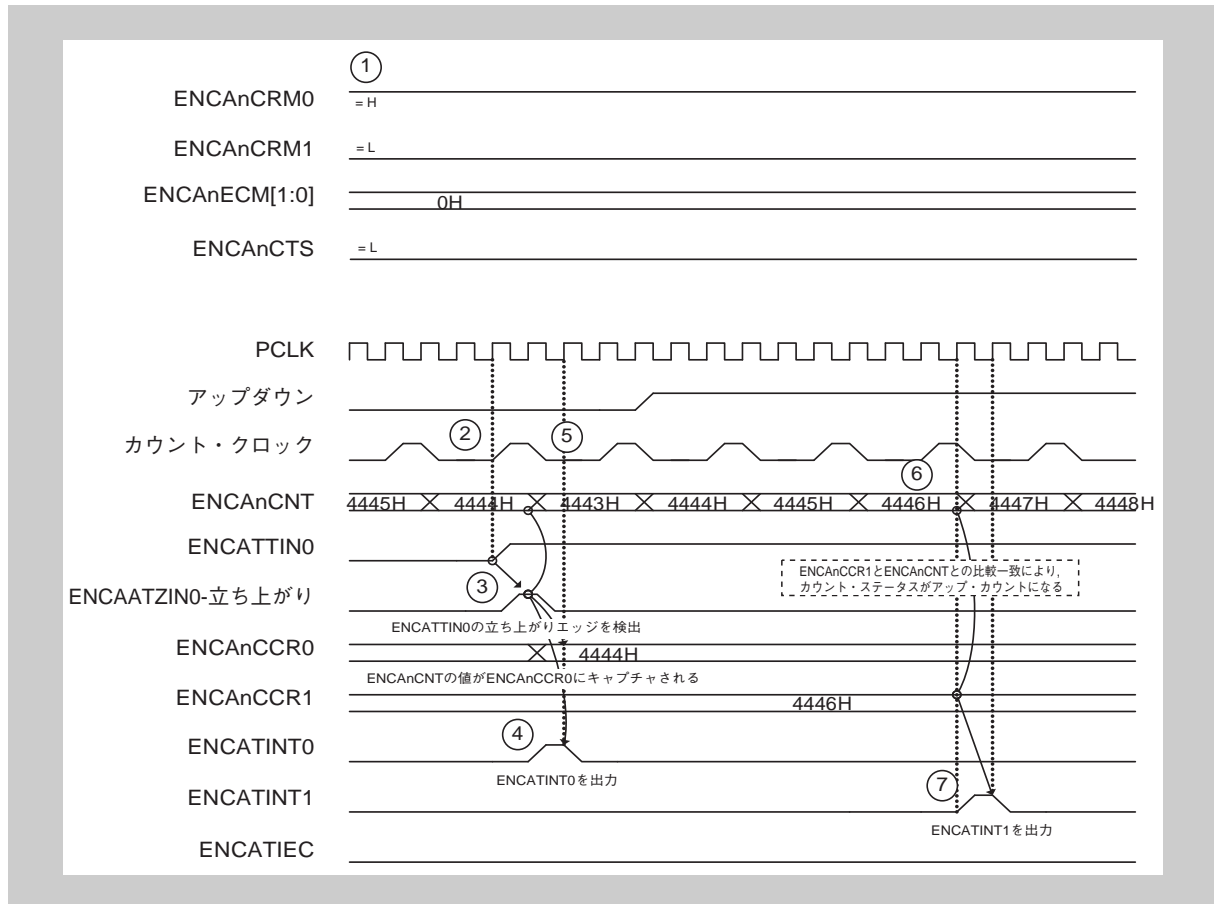 ①
ENCAnCRM0
= H
ENCAnCRM1
= L
ENCAnECM[1:0]
0H
ENCAnCTS
= L
PCLK
アップダウン
カウント・クロック
②
⑤
⑥
ENCAnCNT
4445H 4444H 4443H 4444H 4445H 4446H 4447H 4448H
ENCATTIN0
ENCAnCCR1とENCAnCNTとの比較一致により,
カウント・ステータスがアップ・カウントになる
③
ENCAATZIN0-立ち上がり
ENCATTIN0の立ち上がりエッジを検出
ENCAnCCR0
4444H
ENCAnCNTの値がENCAnCCR0にキャプチャされる
ENCAnCCR1
4446H
④
ENCATINT0
ENCATINT0を出力
⑦
ENCATINT1
ENCATINT1を出力
ENCATIEC